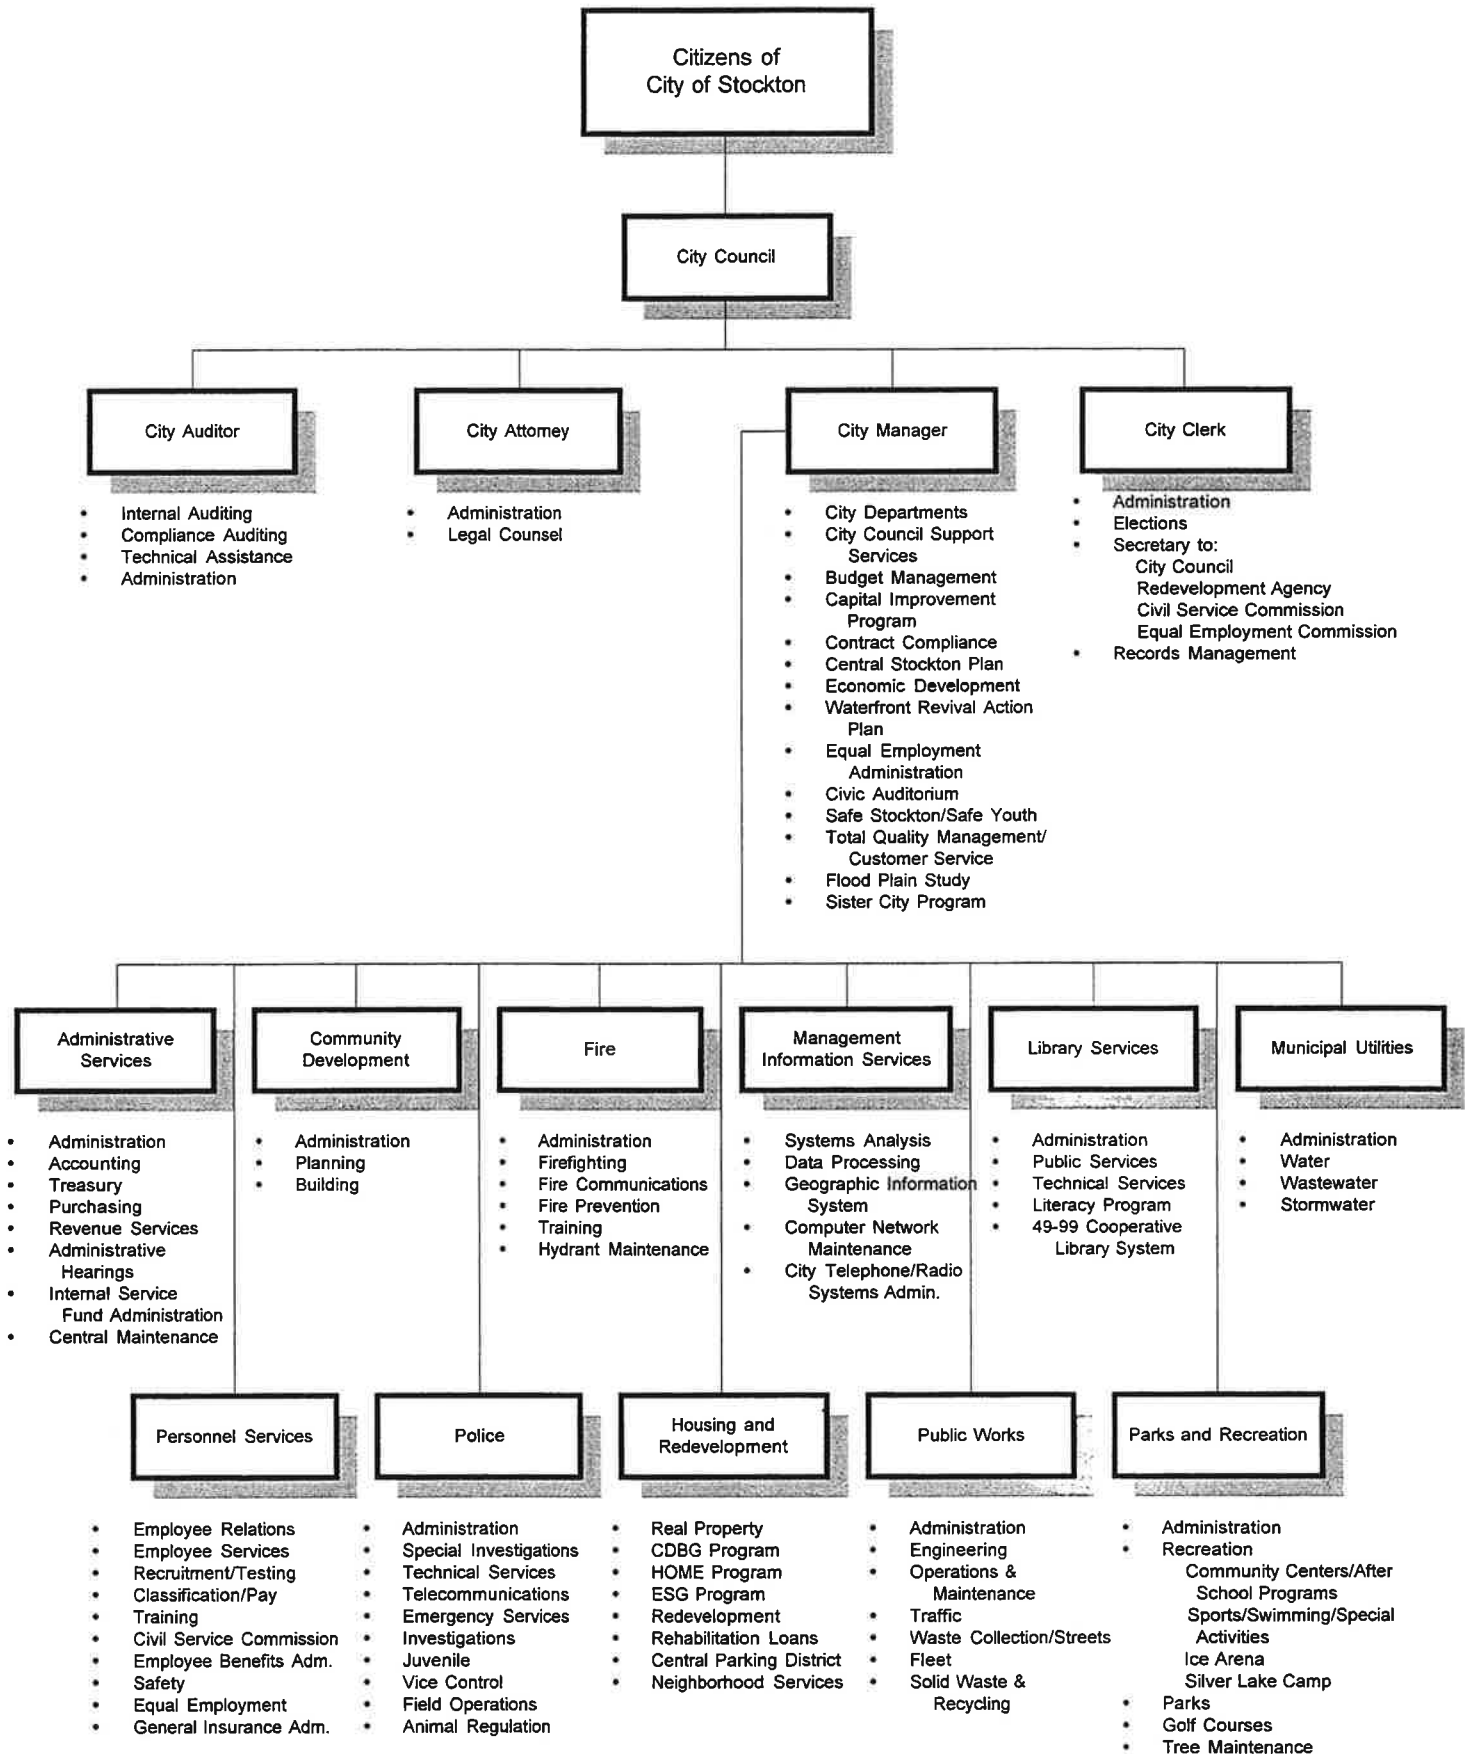 Citizens of
City of Stockton
City Council
City Auditor
• Internal Auditing
• Compliance Auditing
• Technical Assistance
• Administration
City Attorney
• Administration
• Legal Counsel
City Manager
• City Departments
• City Council Support
Services
• Budget Management
• Capital Improvement
Program
• Contract Compliance
• Central Stockton Plan
• Economic Development
• Waterfront Revival Action
Plan
• Equal Employment
Administration
• Civic Auditorium
• Safe Stockton/Safe Youth
• Total Quality Management/
Customer Service
• Flood Plain Study
• Sister City Program
City Clerk
• Administration
• Elections
• Secretary to:
City Council
Redevelopment Agency
Civil Service Commission
Equal Employment Commission
• Records Management
Administrative
Services
• Administration
• Accounting
• Treasury
• Purchasing
• Revenue Services
• Administrative
Hearings
• Internal Service
Fund Administration
• Central Maintenance
Community
Development
• Administration
• Planning
• Building
Fire
• Administration
• Firefighting
• Fire Communications
• Fire Prevention
• Training
• Hydrant Maintenance
Management
Information Services
• Systems Analysis
• Data Processing
• Geographic Information
System
• Computer Network
Maintenance
• City Telephone/Radio
Systems Admin.
Library Services
• Administration
• Public Services
• Technical Services
• Literacy Program
• 49-99 Cooperative
Library System
Municipal Utilities
• Administration
• Water
• Wastewater
• Stormwater
Personnel Services
• Employee Relations
• Employee Services
• Recruitment/Testing
• Classification/Pay
• Training
• Civil Service Commission
• Employee Benefits Adm.
• Safety
• Equal Employment
• General Insurance Adm.
Police
• Administration
• Special Investigations
• Technical Services
• Telecommunications
• Emergency Services
• Investigations
• Juvenile
• Vice Control
• Field Operations
• Animal Regulation
Housing and
Redevelopment
• Real Property
• CDBG Program
• HOME Program
• ESG Program
• Redevelopment
• Rehabilitation Loans
• Central Parking District
• Neighborhood Services
Public Works
• Administration
• Engineering
• Operations &
Maintenance
• Traffic
• Waste Collection/Streets
• Fleet
• Solid Waste &
Recycling
Parks and Recreation
• Administration
• Recreation
Community Centers/After
School Programs
Sports/Swimming/Special
Activities
Ice Arena
Silver Lake Camp
• Parks
• Golf Courses
• Tree Maintenance